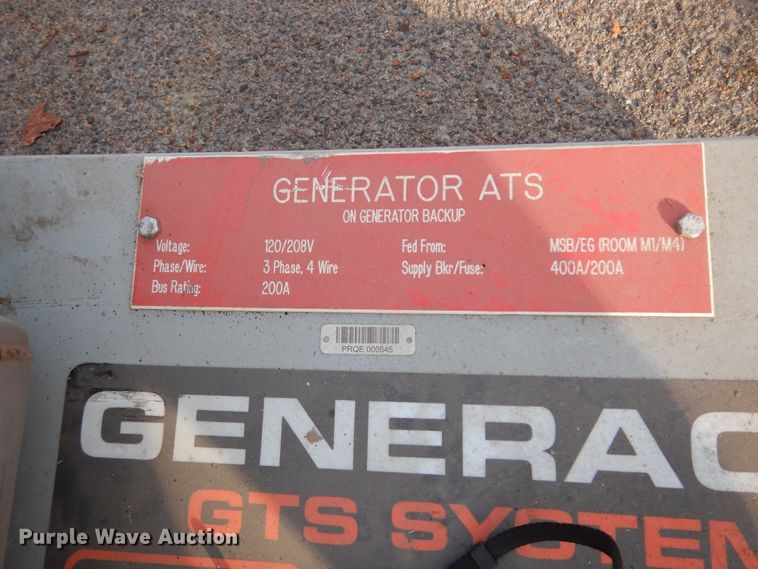 GENERATOR ATS
ON GENERATOR BACKUP
Voltage: 120/208V Fed From: MSB/EG (ROOM M1/M4)
Phase/Wire: 3 Phase, 4 Wire Supply Bkr/Fuse: 400A/200A
Bus Rating: 200A
PRQE 000545
GENERAC
GTS SYSTEM
Purple Wave Auction